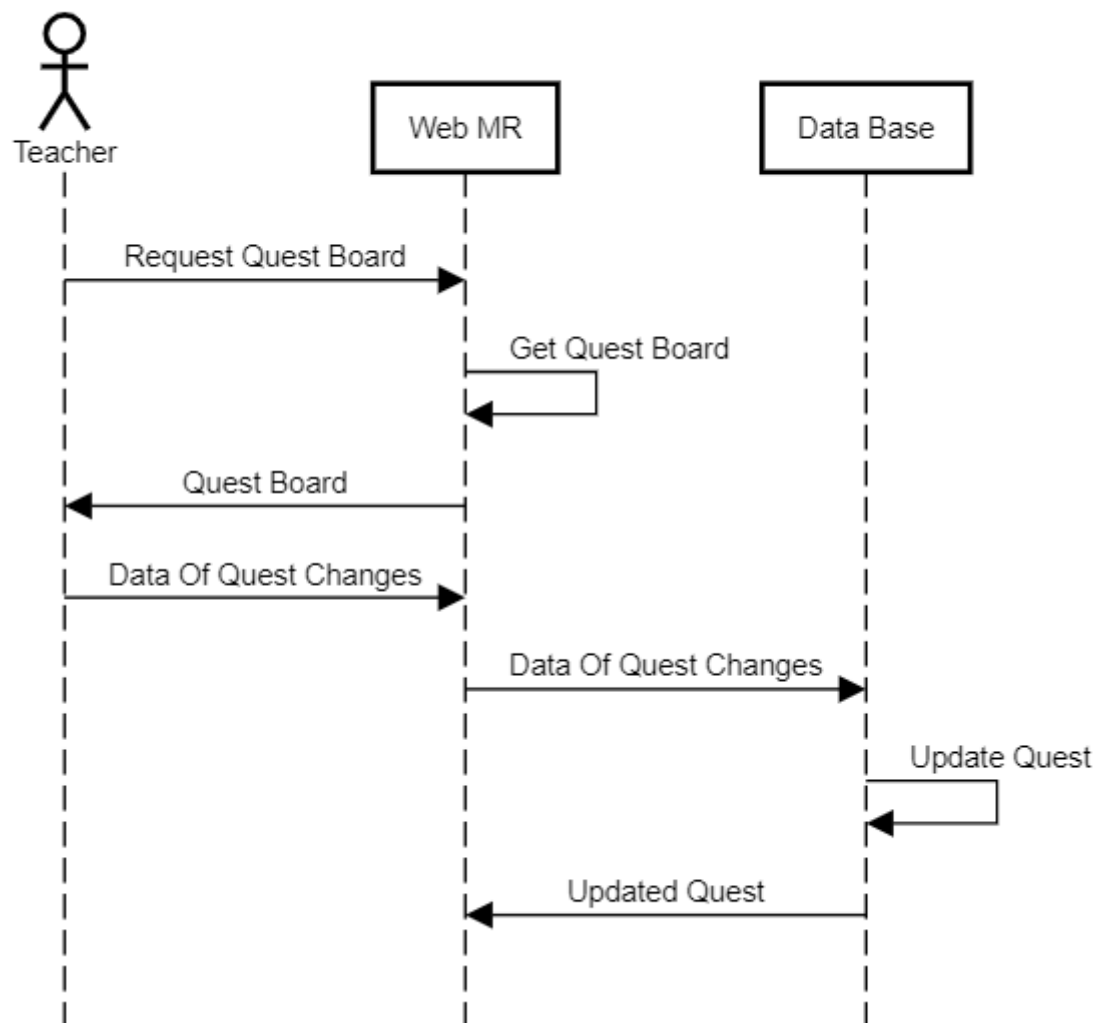 Teacher
Web MR
Data Base
Request Quest Board
Get Quest Board
Quest Board
Data Of Quest Changes
Data Of Quest Changes
Update Quest
Updated Quest